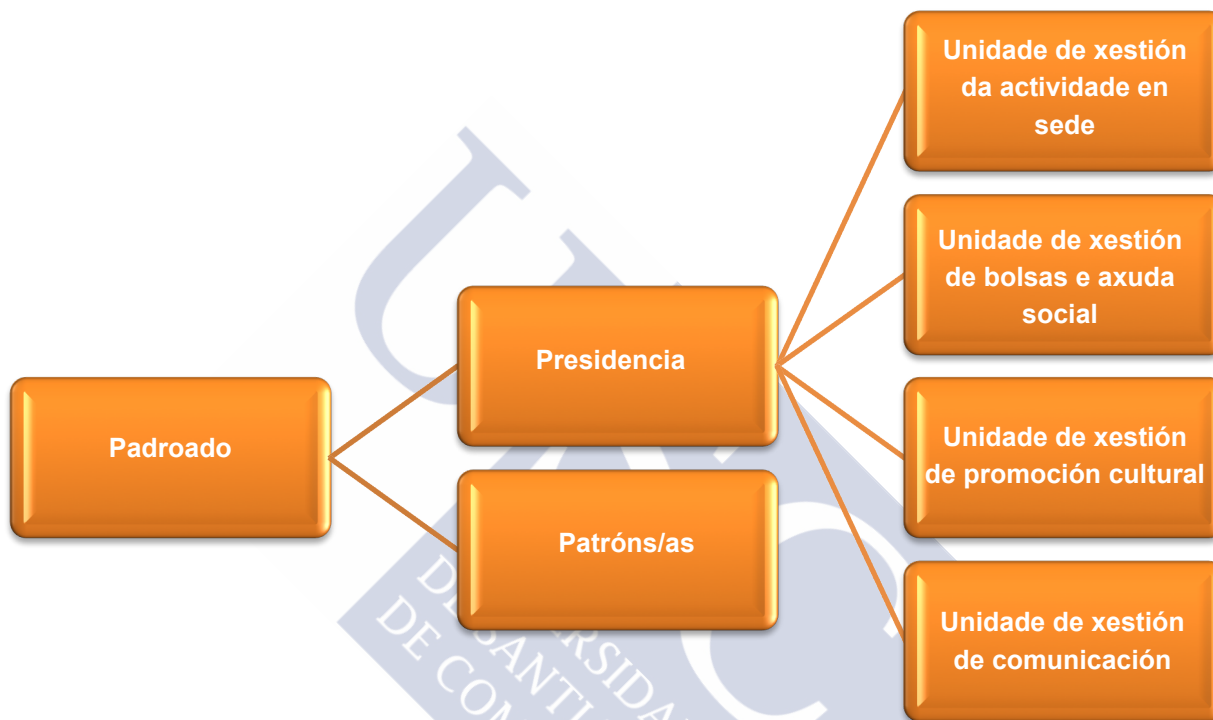 Unidade de xestión
da actividade en
sede
Unidade de xestión
de bolsas e axuda
social
Presidencia
Padroado
Unidade de xestión
de promoción cultural
Patróns/as
Unidade de xestión
de comunicación